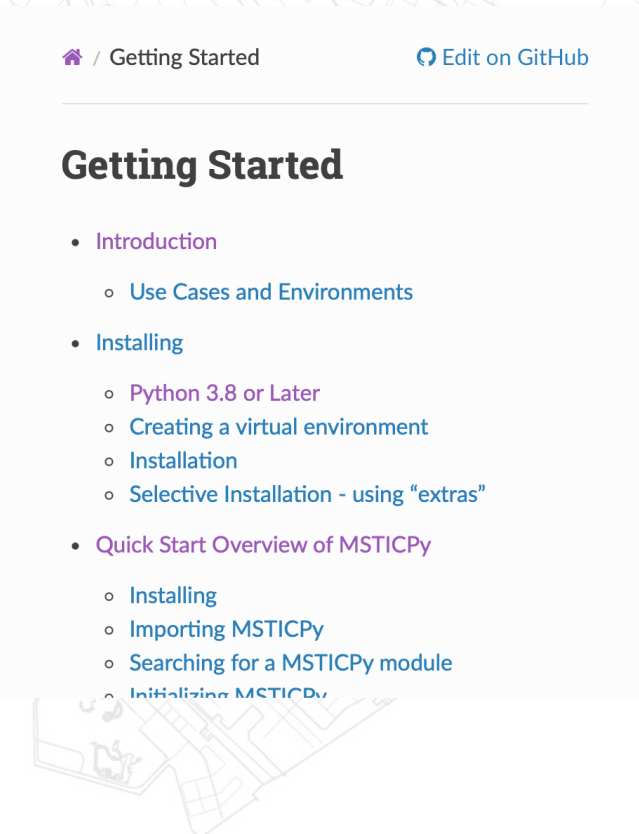 / Getting Started Edit on GitHub
Getting Started
• Introduction
◦ Use Cases and Environments
• Installing
◦ Python 3.8 or Later
◦ Creating a virtual environment
◦ Installation
◦ Selective Installation - using “extras”
• Quick Start Overview of MSTICPy
◦ Installing
◦ Importing MSTICPy
◦ Searching for a MSTICPy module
◦ Initializing MSTICPy